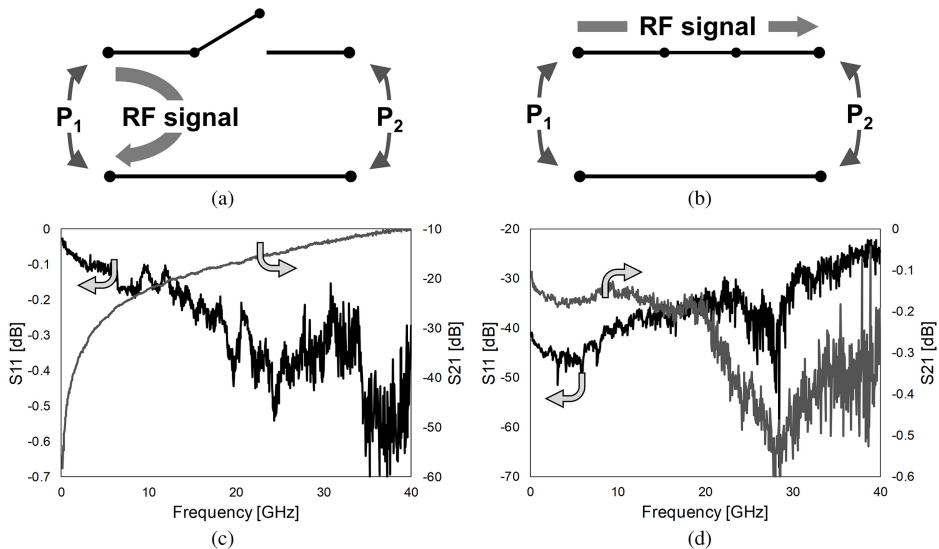 RF signal
P1
RF signal
P2
(a)
RF signal
P1
P2
(b)
0
-0.1
-0.2
-0.3
-0.4
-0.5
-0.6
-0.7
S11 [dB]
-10
-20
-30
-40
-50
-60
S21 [dB]
0 10 20 30 40
Frequency [GHz]
(c)
-20
-30
-40
-50
-60
-70
S11 [dB]
0
-0.1
-0.2
-0.3
-0.4
-0.5
-0.6
S21 [dB]
0 10 20 30 40
Frequency [GHz]
(d)